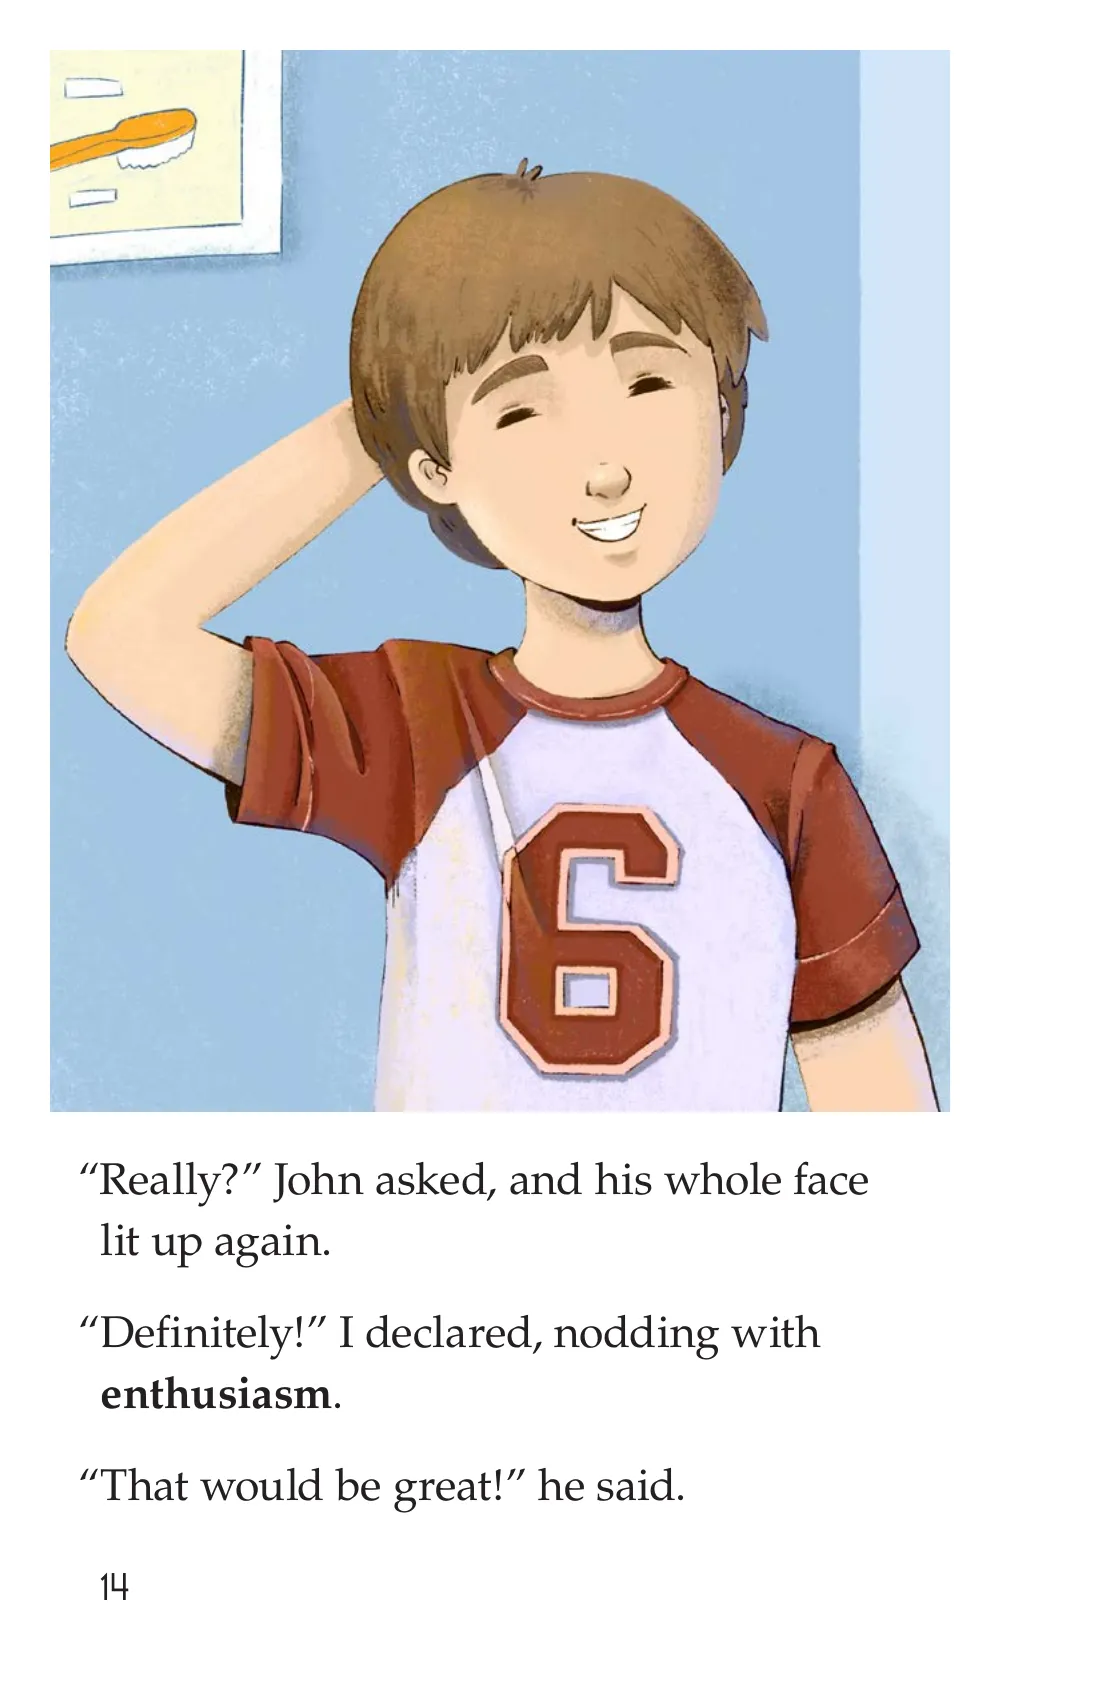 6
“Really?” John asked, and his whole face
lit up again.
“Definitely!” I declared, nodding with
enthusiasm.
“That would be great!” he said.
14